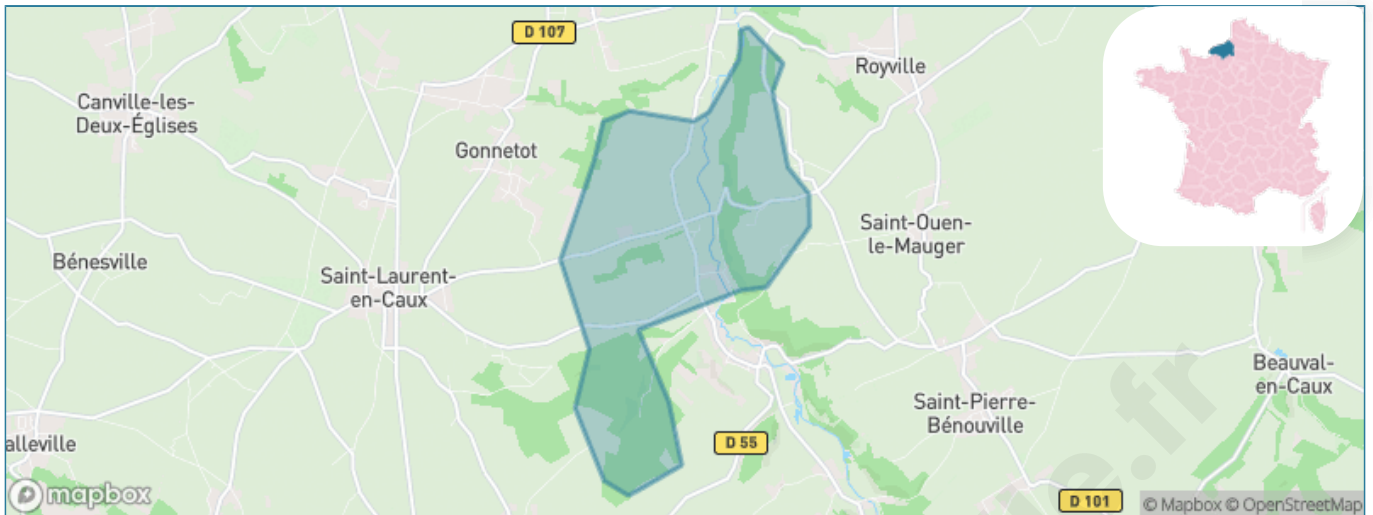 D 107
Royville
Canville-les-
Deux-Églises
Gonnetot
Saint-Ouen-
le-Mauger
Bénesville
Saint-Laurent-
en-Caux
Beauval-
en-Caux
Saint-Pierre-
Bénouville
alleville
D 55
mapbox
D 101
© Mapbox © OpenStreetMap
e.fr